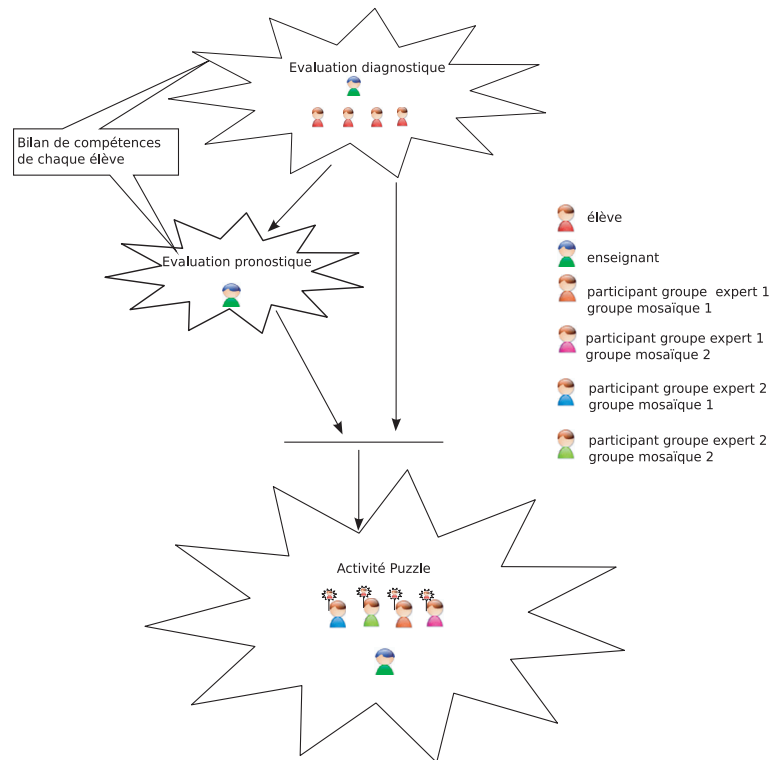 Evaluation diagnostique
Bilan de compétences
de chaque élève
Evaluation pronostique
élève
enseignant
participant groupe expert 1
groupe mosaïque 1
participant groupe expert 1
groupe mosaïque 2
participant groupe expert 2
groupe mosaïque 1
participant groupe expert 2
groupe mosaïque 2
Activité Puzzle